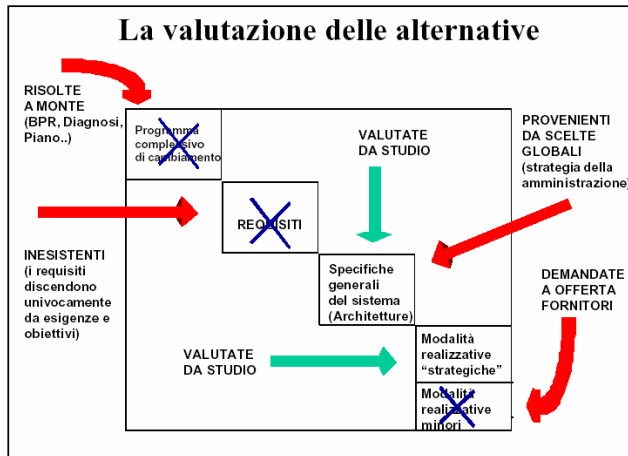 La valutazione delle alternative
RISOLTE
A MONTE
(BPR, Diagnosi,
Piano..)
Programma
complessivo
di cambiamento
VALUTATE
DA STUDIO
PROVENIENTI
DA SCELTE
GLOBALI
(strategia della
amministrazione)
REQUISITI
INESISTENTI
(i requisiti
discendono
univocamente
da esigenze e
obiettivi)
Specifiche
generali
del sistema
(Architetture)
DEMANDATE
A OFFERTA
FORNITORI
VALUTATE
DA STUDIO
Modalità
realizzative
“strategiche”
Modalità
realizzative
minori